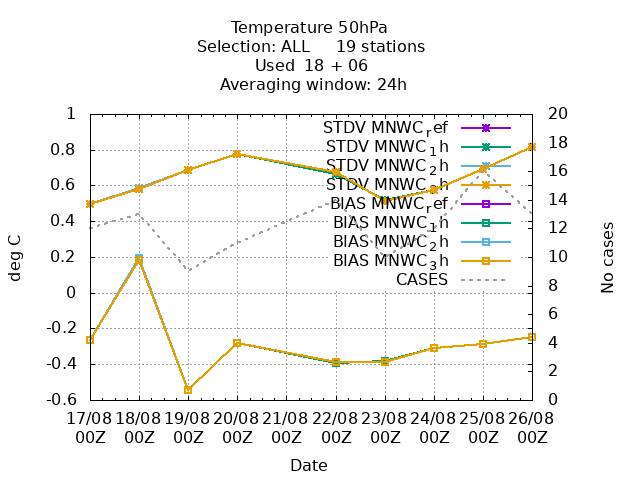 Temperature 50hPa
Selection: ALL 19 stations
Used 18 + 06
Averaging window: 24h
1
0.8
0.6
0.4
0.2
0
-0.2
-0.4
-0.6
deg C
20
18
16
14
12
10
8
6
4
2
0
No cases
STDV MNWC_ref
STDV MNWC_1h
STDV MNWC_2h
STDV MNWC_3h
BIAS MNWC_ref
BIAS MNWC_1h
BIAS MNWC_2h
BIAS MNWC_3h
CASES
17/08 18/08 19/08 20/08 21/08 22/08 23/08 24/08 25/08 26/08
00Z 00Z 00Z 00Z 00Z 00Z 00Z 00Z 00Z 00Z
Date